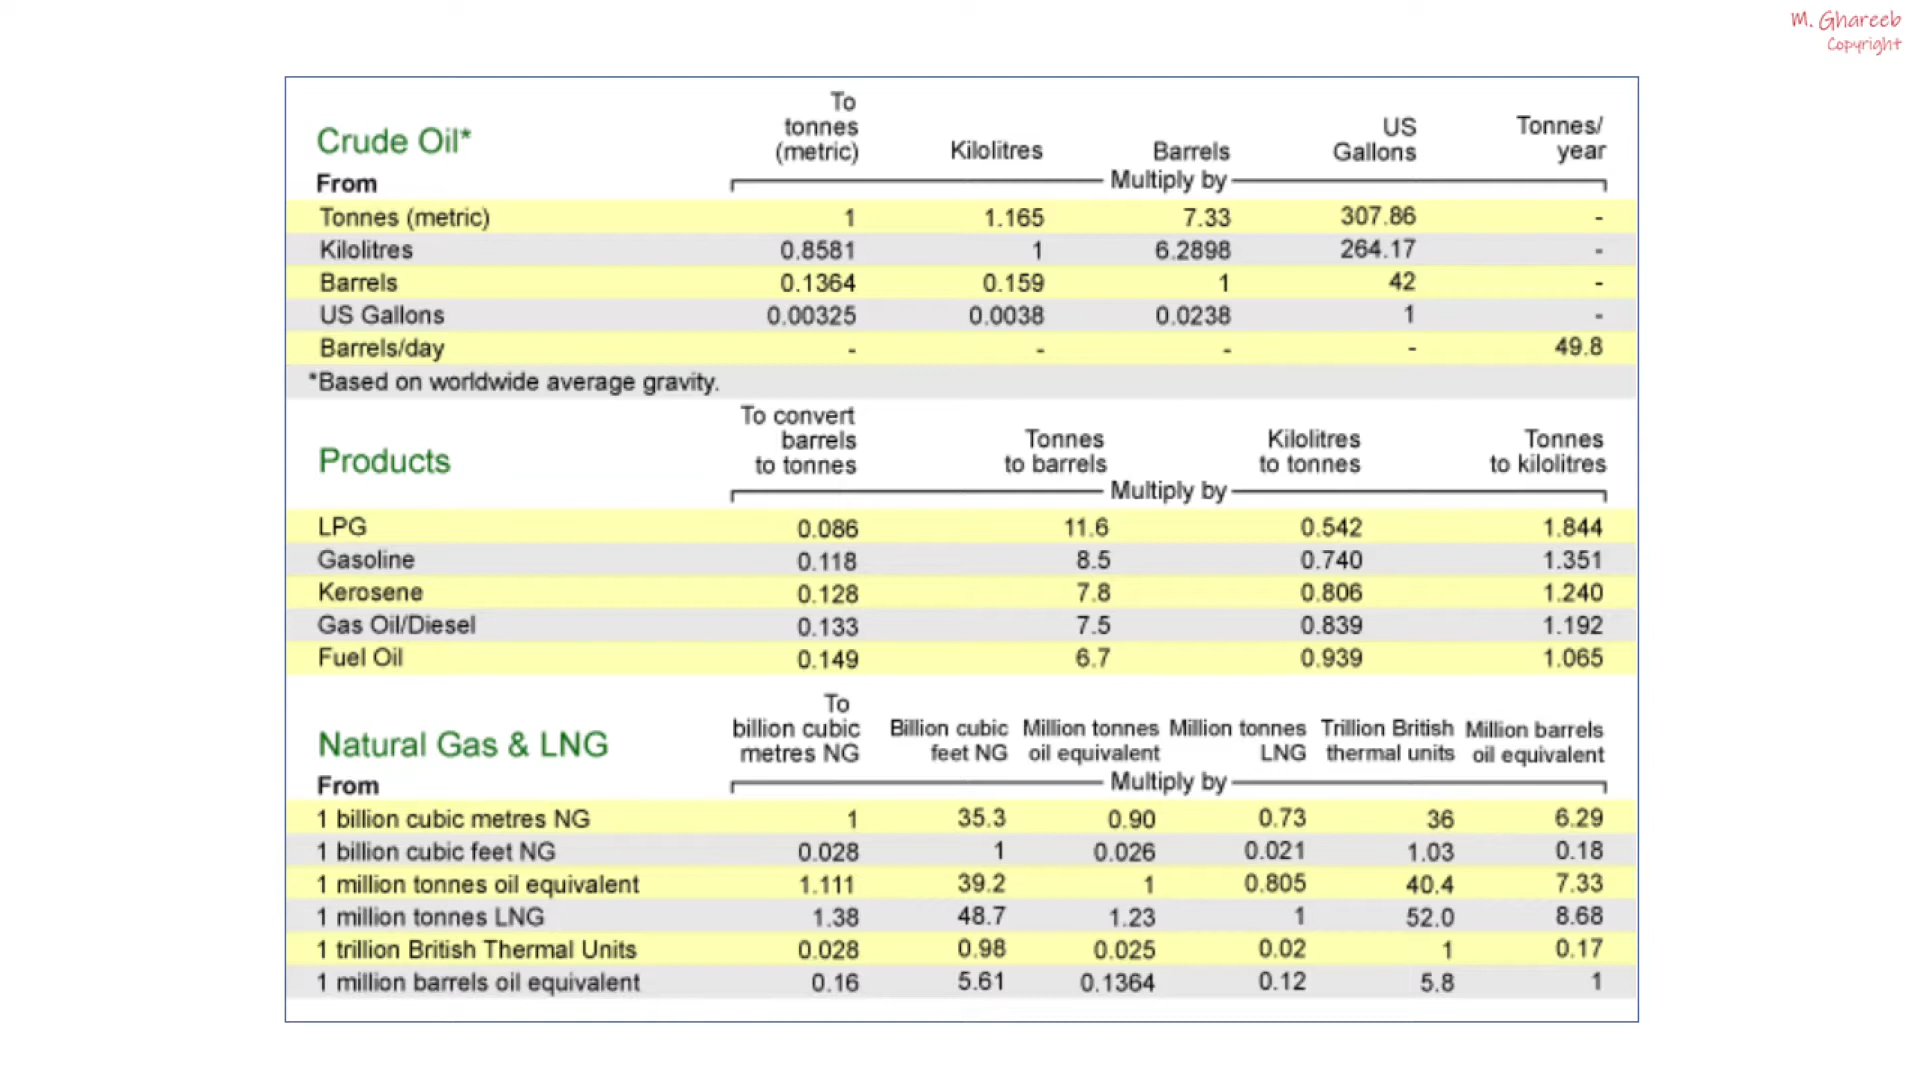 M. Ghareeb
Copyright
Crude Oil*
To tonnes (metric) Kilolitres Barrels US Gallons Tonnes/ year
From Multiply by
Tonnes (metric) 1 1.165 7.33 307.86 -
Kilolitres 0.8581 1 6.2898 264.17 -
Barrels 0.1364 0.159 1 42 -
US Gallons 0.00325 0.0038 0.0238 1 -
Barrels/day - - - - 49.8
*Based on worldwide average gravity.
Products
To convert barrels to tonnes Tonnes to barrels Kilolitres to tonnes Tonnes to kilolitres
Multiply by
LPG 0.086 11.6 0.542 1.844
Gasoline 0.118 8.5 0.740 1.351
Kerosene 0.128 7.8 0.806 1.240
Gas Oil/Diesel 0.133 7.5 0.839 1.192
Fuel Oil 0.149 6.7 0.939 1.065
Natural Gas & LNG
To billion cubic metres NG Billion cubic feet NG Million tonnes oil equivalent Million tonnes LNG Trillion British thermal units Million barrels oil equivalent
From Multiply by
1 billion cubic metres NG 1 35.3 0.90 0.73 36 6.29
1 billion cubic feet NG 0.028 1 0.026 0.021 1.03 0.18
1 million tonnes oil equivalent 1.111 39.2 1 0.805 40.4 7.33
1 million tonnes LNG 1.38 48.7 1.23 1 52.0 8.68
1 trillion British Thermal Units 0.028 0.98 0.025 0.02 1 0.17
1 million barrels oil equivalent 0.16 5.61 0.1364 0.12 5.8 1